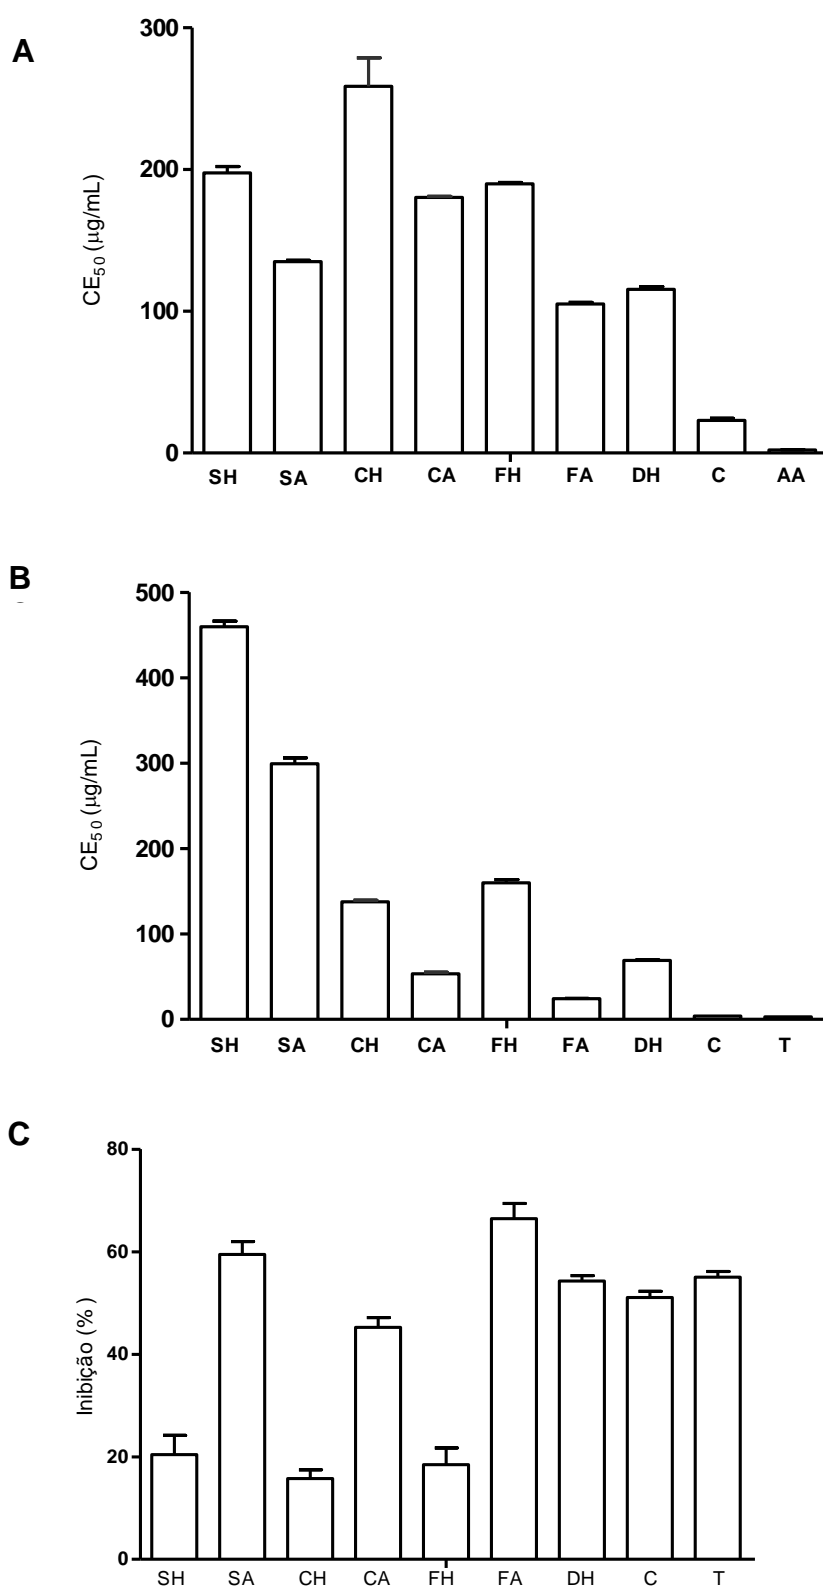 A
300
200
100
0
CE50 (μg/mL)
SH SA CH CA FH FA DH C AA
B
500
400
300
200
100
0
CE50 (μg/mL)
SH SA CH CA FH FA DH C T
C
80
60
40
20
0
Inibição (%)
SH SA CH CA FH FA DH C T